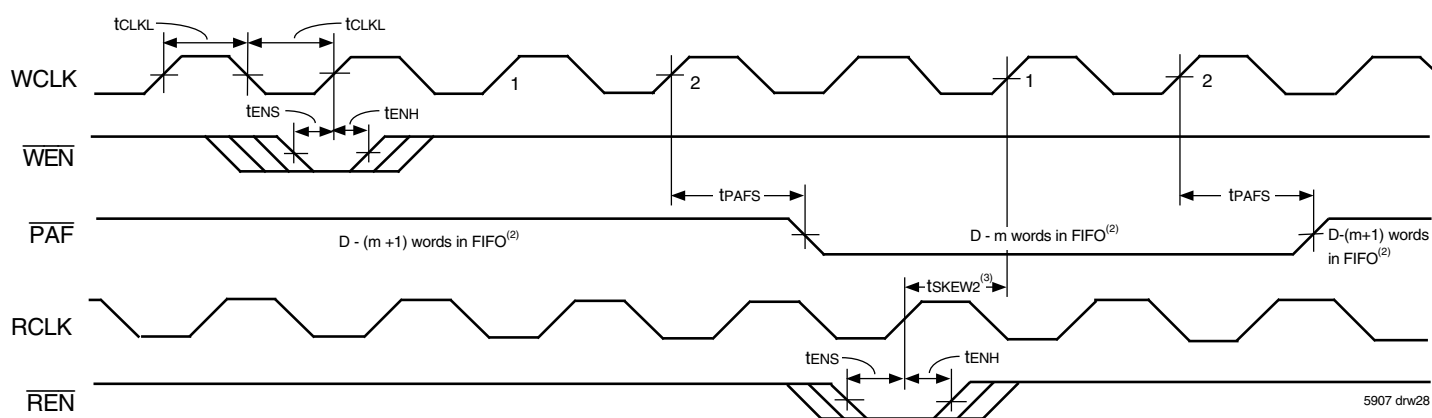 tCLKL tCLKL
WCLK 1 2 1 2
tENS tENH
WEN
tPAFS tPAFS
PAF
D - (m +1) words in FIFO(2) D - m words in FIFO(2) D-(m+1) words
in FIFO(2)
tSKEW2(3)
RCLK
tENS tENH
REN
5907 drw28